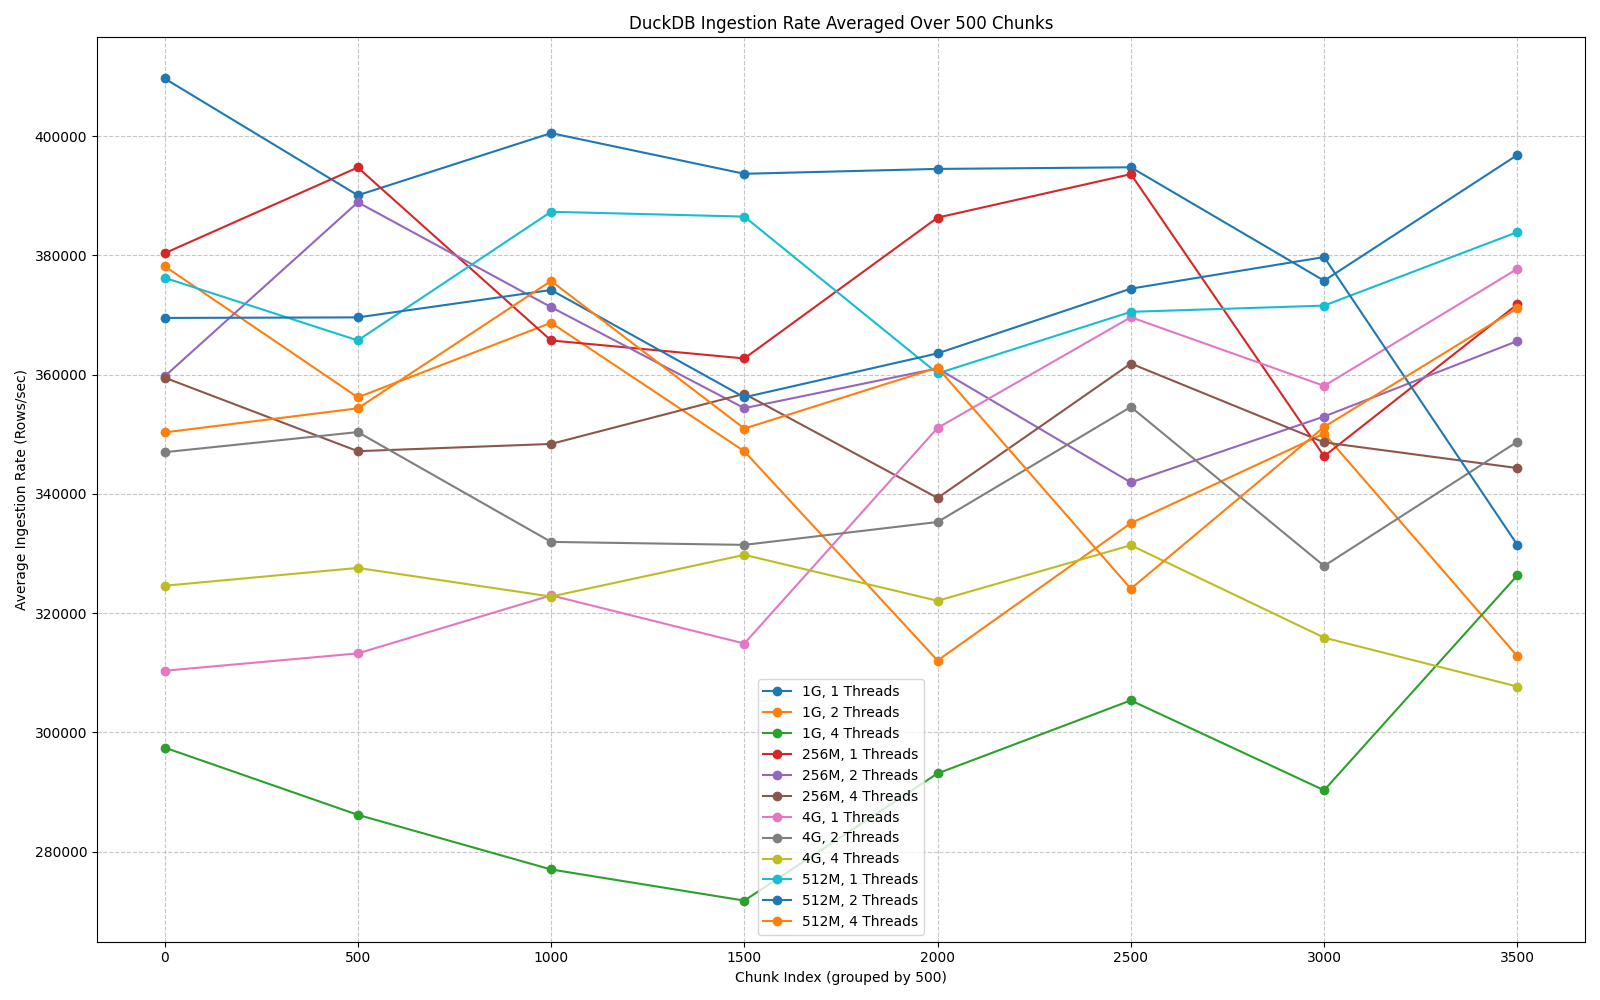 DuckDB Ingestion Rate Averaged Over 500 Chunks
Average Ingestion Rate (Rows/sec)
400000
380000
360000
340000
320000
300000
280000
1G, 1 Threads
1G, 2 Threads
1G, 4 Threads
256M, 1 Threads
256M, 2 Threads
256M, 4 Threads
4G, 1 Threads
4G, 2 Threads
4G, 4 Threads
512M, 1 Threads
512M, 2 Threads
512M, 4 Threads
0 500 1000 1500 2000 2500 3000 3500
Chunk Index (grouped by 500)